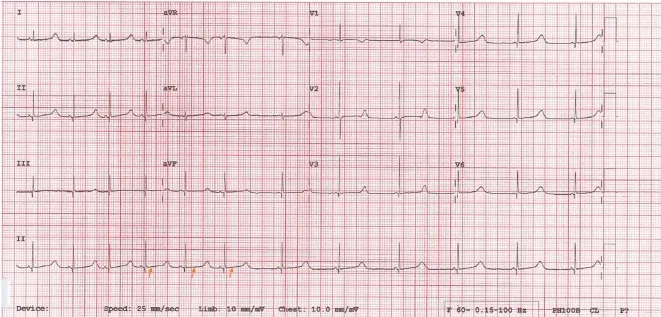 I aVR V1 V4
II aVL V2 V5
III aVF V3 V6
II
Device: Speed: 25 mm/sec Limb: 10 mm/mV Chest: 10.0 mm/mV F 60~ 0.15-100 Hz PH100B CL P?